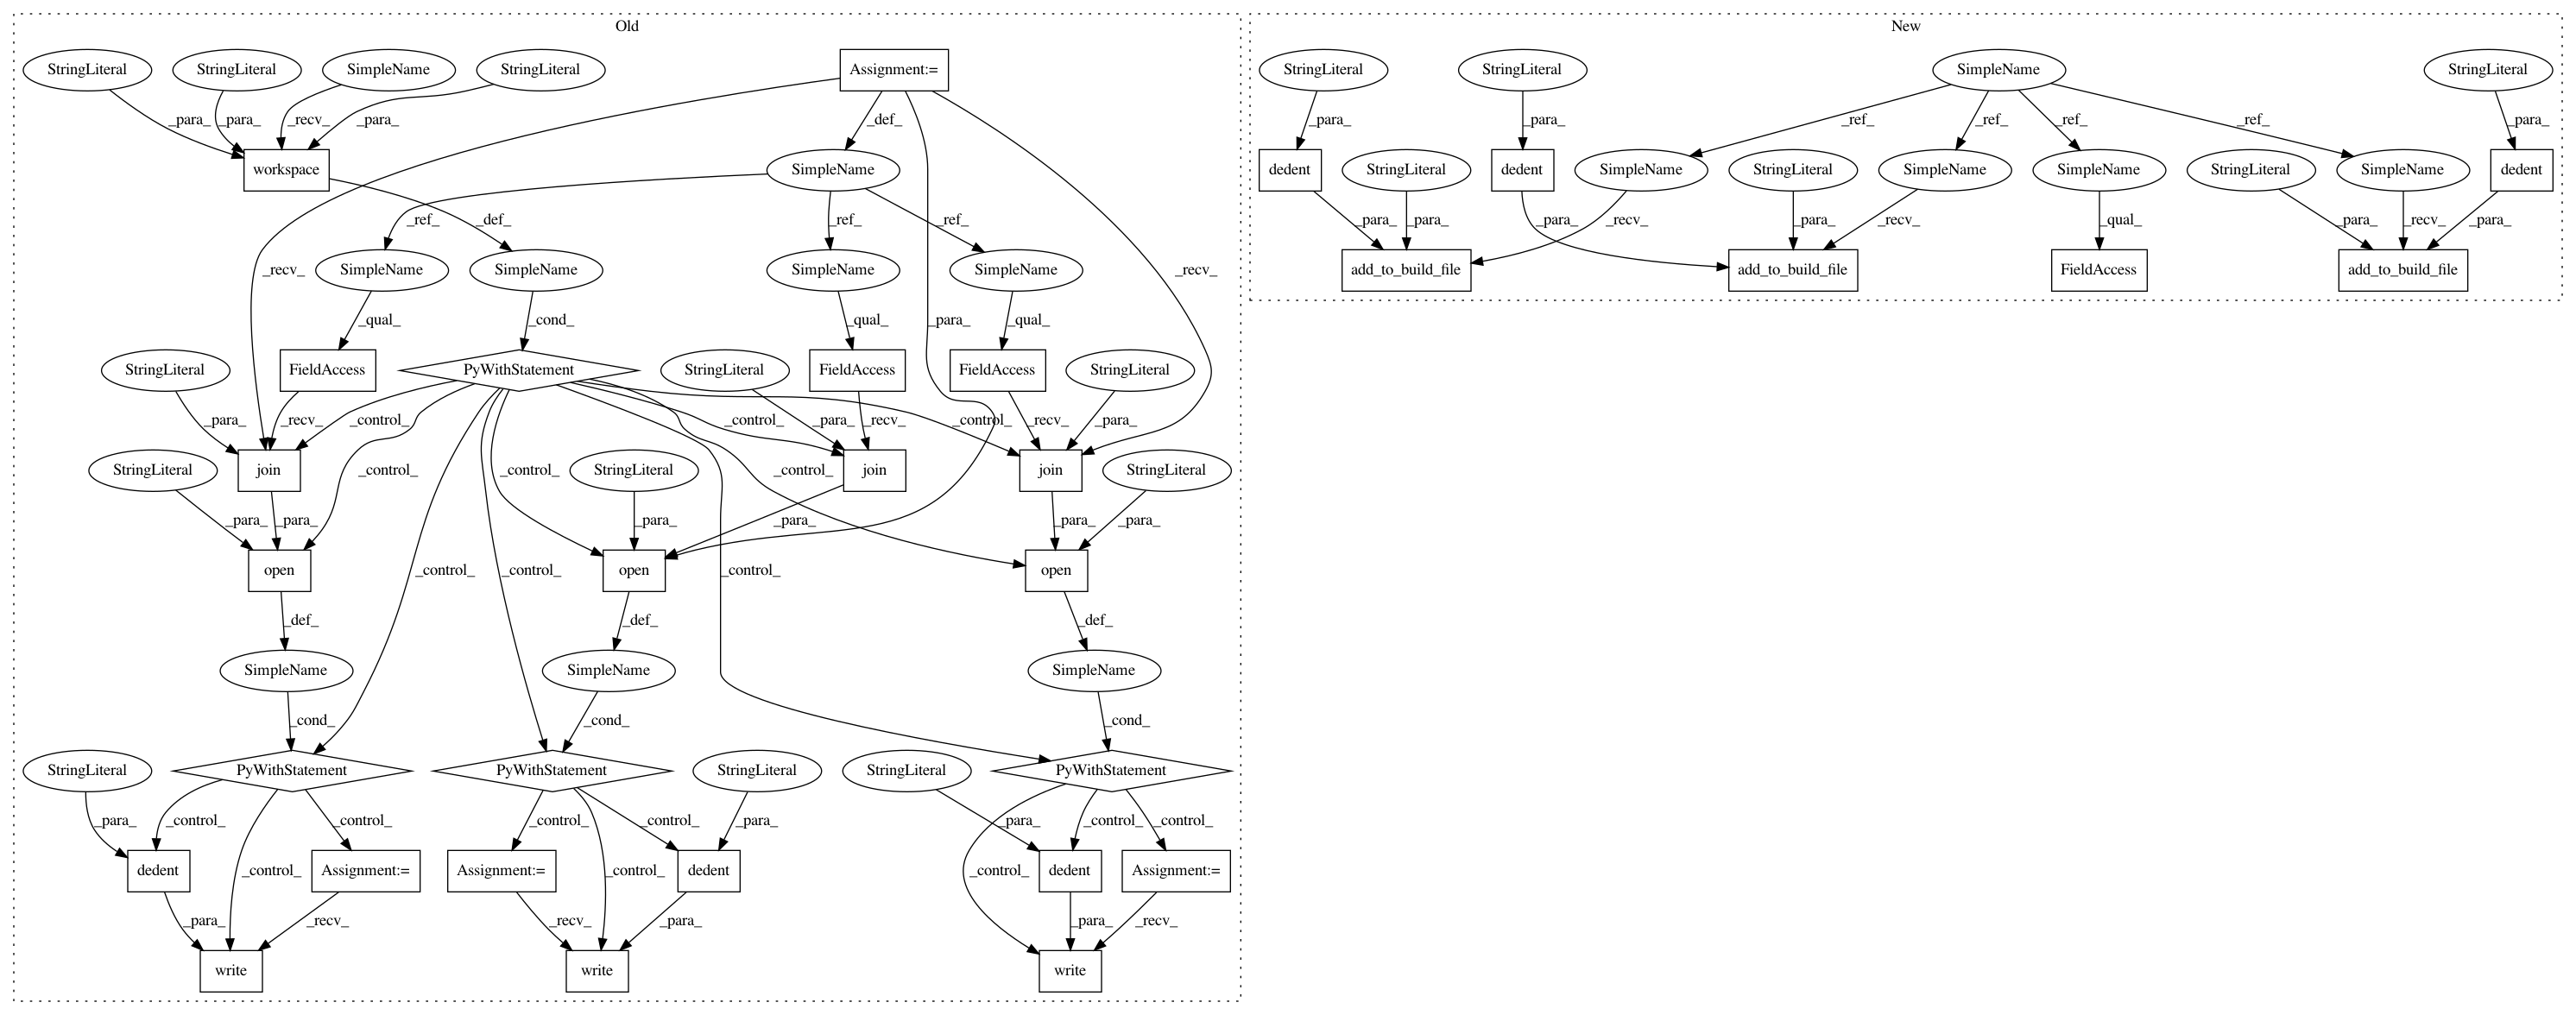 Old New
StringLiteral StringLiteral SimpleName StringLiteral Assignment:= StringLiteral StringLiteral SimpleName StringLiteral
_para_ _para_ _recv_ _para_ _def_ _para_ _para_ _ref_ _ref_ _ref_ _ref_ _para_
workspace SimpleName dedent StringLiteral dedent SimpleName StringLiteral SimpleName SimpleName StringLiteral SimpleName dedent
_ref_ _def_ _ref_ _ref_ _para_ _para_ _recv_ _para_ _para_ _recv_ _qual_ _para_ _recv_ _para_
_recv_ SimpleName SimpleName SimpleName SimpleName _recv_ add_to_build_file add_to_build_file FieldAccess add_to_build_file
_qual_ _cond_ _qual_ _para_ _qual_
StringLiteral FieldAccess PyWithStatement StringLiteral FieldAccess FieldAccess StringLiteral
_para_ _recv_ _control_ _control_ _para_ _recv_ _control_ _recv_ _para_
StringLiteral join _control_ _control_ StringLiteral _control_ join join StringLiteral
_para_ _para_ _para_ _para_ _para_ _para_
open _control_ _control_ open _control_ open
_def_ _def_ _def_
SimpleName SimpleName SimpleName
_cond_ _cond_ _cond_
StringLiteral PyWithStatement PyWithStatement StringLiteral StringLiteral PyWithStatement
_para_ _control_ _control_ _control_ _control_ _para_ _para_ _control_ _control_
dedent _control_ Assignment:= Assignment:= _control_ dedent _control_ dedent Assignment:=
_para_ _recv_ _recv_ _para_ _para_ _recv_
write write write